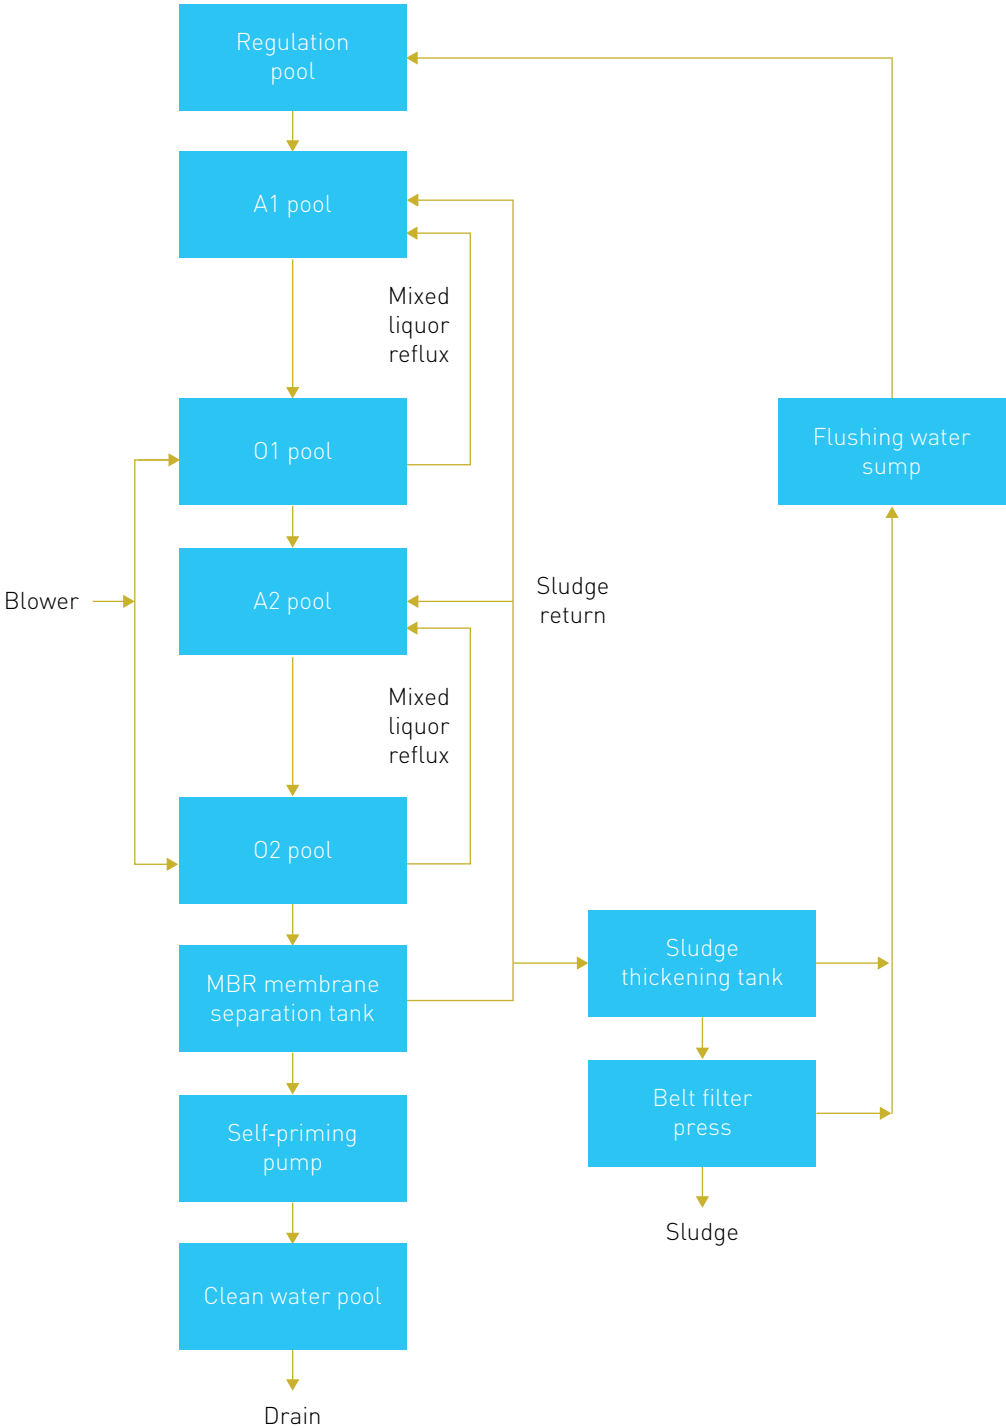 Regulation
pool
A1 pool
Mixed
liquor
reflux
O1 pool
Flushing water
sump
Blower
A2 pool
Sludge
return
Mixed
liquor
reflux
O2 pool
Sludge
thickening tank
MBR membrane
separation tank
Belt filter
press
Self-priming
pump
Sludge
Clean water pool
Drain